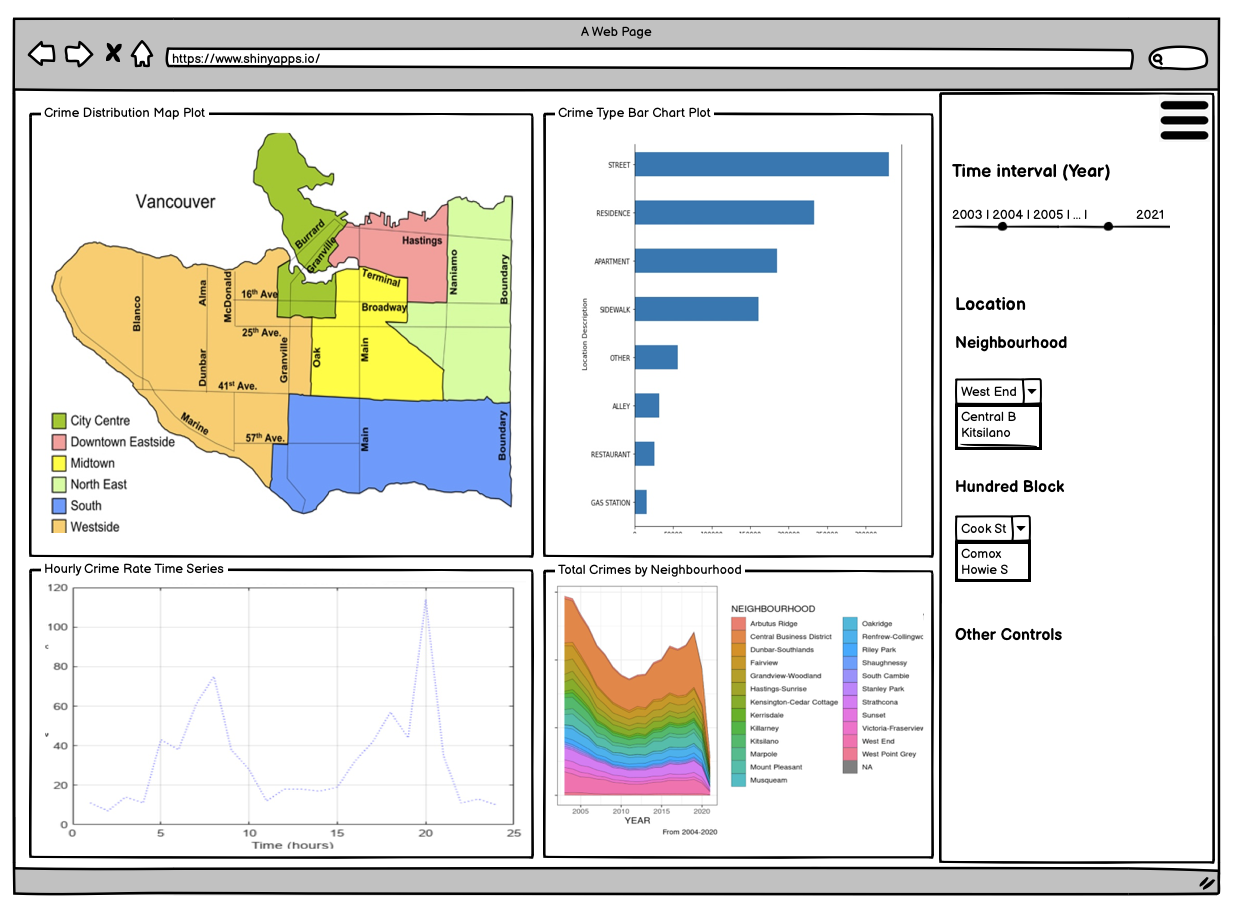 A Web Page
https://www.shinyapps.io/
Crime Distribution Map Plot
Vancouver
Burrard
Granville
Hastings
Naniamo
Boundary
Terminal
Broadway
16th Ave
25th Ave.
41st Ave.
57th Ave.
Blanco
Alma
McDonald
Dunbar
Granville
Oak
Main
Marine
Main
Boundary
City Centre
Downtown Eastside
Midtown
North East
South
Westside
Crime Type Bar Chart Plot
Location Description
STREET
RESIDENCE
APARTMENT
SIDEWALK
OTHER
ALLEY
RESTAURANT
GAS STATION
Time interval (Year)
2003 | 2004 | 2005 | ... | 2021
Location
Neighbourhood
West End
Central B
Kitsilano
Hundred Block
Cook St
Comox
Howie S
Other Controls
Hourly Crime Rate Time Series
120
100
80
60
40
20
0
0 5 10 15 20 25
Time (hours)
Total Crimes by Neighbourhood
2005 2010 2015 2020
YEAR
From 2004-2020
NEIGHBOURHOOD
Arbutus Ridge
Central Business District
Dunbar-Southlands
Fairview
Grandview-Woodland
Hastings-Sunrise
Kensington-Cedar Cottage
Kerrisdale
Killarney
Kitsilano
Marpole
Mount Pleasant
Musqueam
Oakridge
Renfrew-Collingwo
Riley Park
Shaughnessy
South Cambie
Stanley Park
Strathcona
Sunset
Victoria-Fraserview
West End
West Point Grey
NA